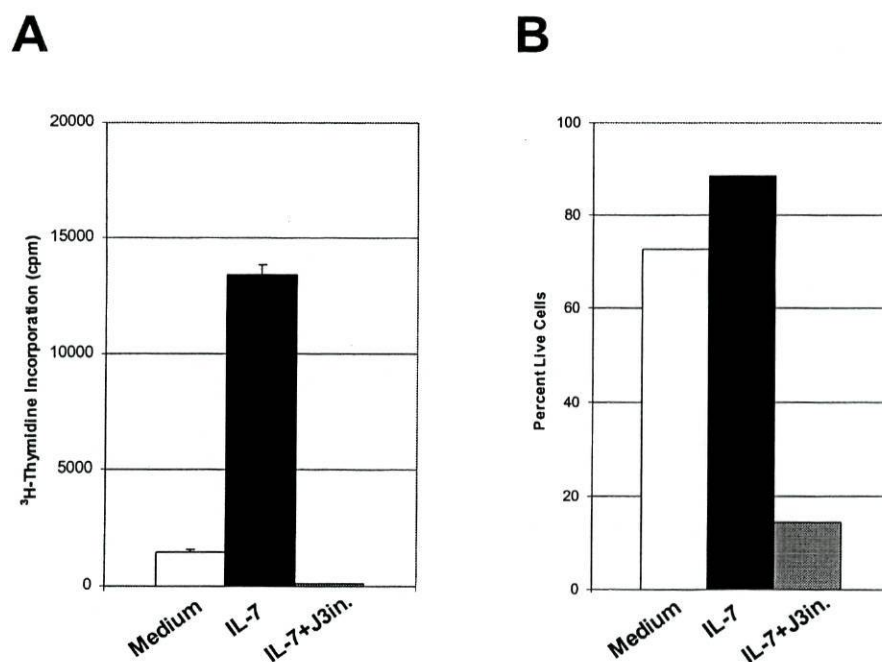 A
B
³H-Thymidine Incorporation (cpm)
20000
15000
10000
5000
0
Medium
IL-7
IL-7+J3in.
Percent Live Cells
100
80
60
40
20
0
Medium
IL-7
IL-7+J3in.